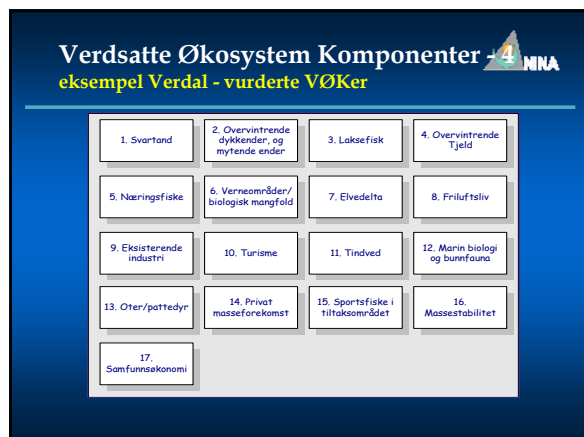 Verdsatte Økosystem Komponenter - 4
NINA
eksempel Verdal - vurderte VØKer
1. Svartand
2. Overvintrende
dykkender, og
mytende ender
3. Laksefisk
4. Overvintrende
Tjeld
5. Næringsfiske
6. Verneområder/
biologisk mangfold
7. Elvedelta
8. Friluftsliv
9. Eksisterende
industri
10. Turisme
11. Tindved
12. Marin biologi
og bunnfauna
13. Oter/pattedyr
14. Privat
masseforekomst
15. Sportsfiske i
tiltaksområdet
16.
Massestabilitet
17.
Samfunnsøkonomi